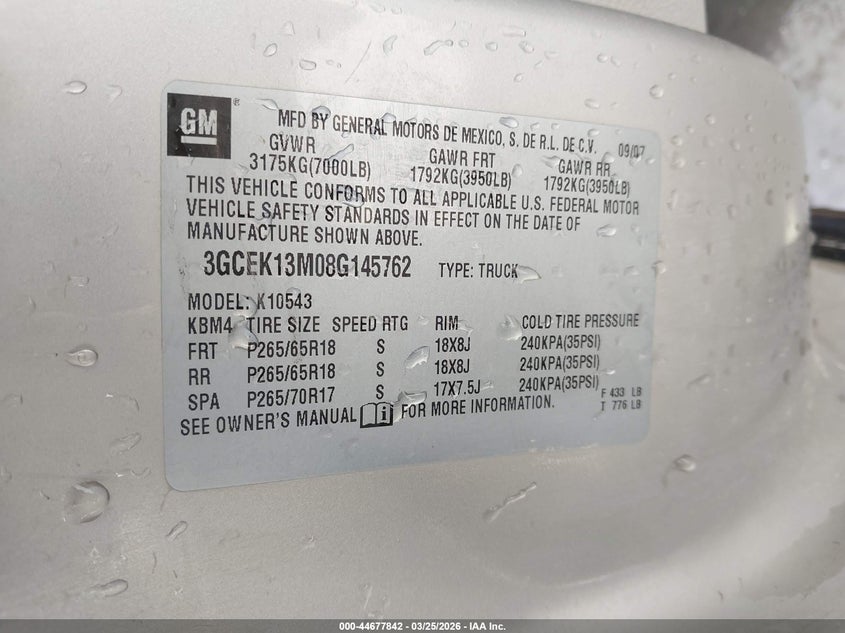 GM ®
MFD BY GENERAL MOTORS DE MEXICO, S. DE R.L. DE C.V. 09/07
GVWR GAWR FRT GAWR RR
3175KG(7000LB) 1792KG(3950LB) 1792KG(3950LB)
THIS VEHICLE CONFORMS TO ALL APPLICABLE U.S. FEDERAL MOTOR
VEHICLE SAFETY STANDARDS IN EFFECT ON THE DATE OF
MANUFACTURE SHOWN ABOVE.
3GCEK13M08G145762 TYPE: TRUCK
MODEL: K10543
KBM4 TIRE SIZE SPEED RTG RIM COLD TIRE PRESSURE
FRT P265/65R18 S 18X8J 240KPA(35PSI)
RR P265/65R18 S 18X8J 240KPA(35PSI)
SPA P265/70R17 S 17X7.5J 240KPA(35PSI)
F 433 LB
T 776 LB
SEE OWNER'S MANUAL FOR MORE INFORMATION.
000-44677842 / 03/25/2026 - IAA Inc.